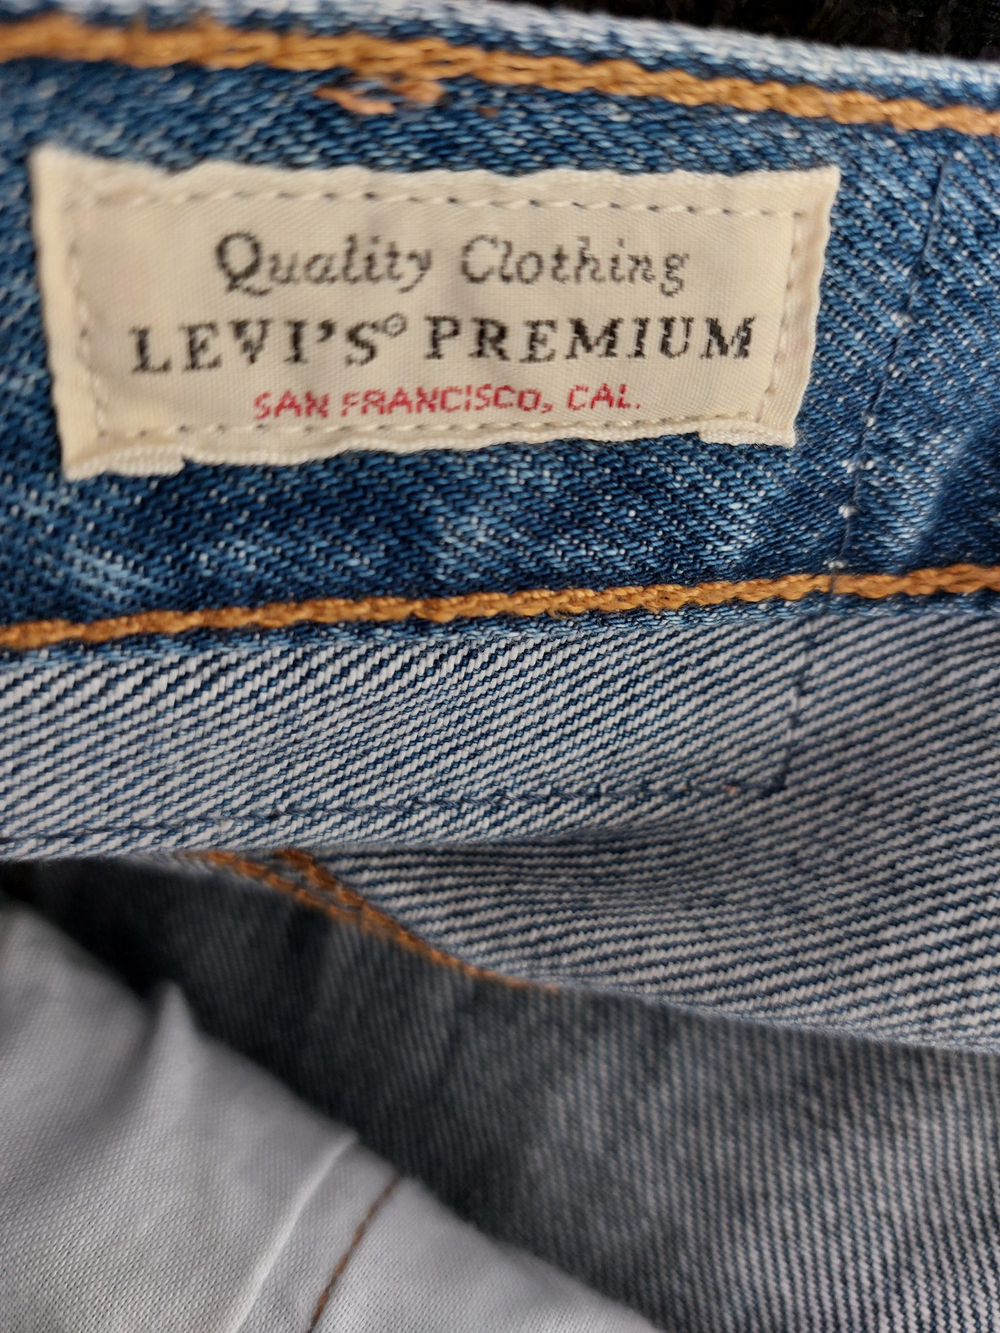 Quality Clothing
LEVI'S® PREMIUM
SAN FRANCISCO, CAL.